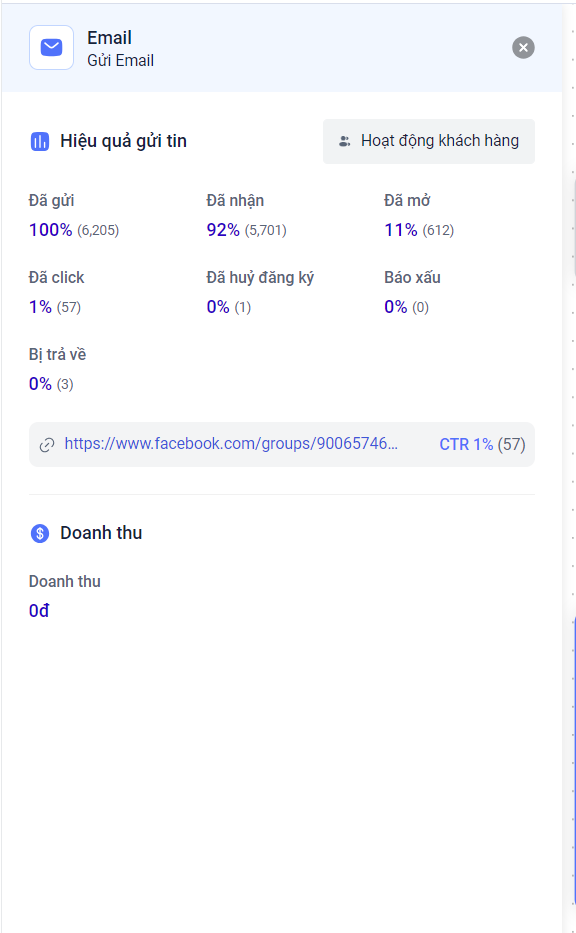 Email
Gửi Email
Hiệu quả gửi tin
Hoạt động khách hàng
Đã gửi
Đã nhận
Đã mở
100% (6,205)
92% (5,701)
11% (612)
Đã click
Đã huỷ đăng ký
Báo xấu
1% (57)
0% (1)
0% (0)
Bị trả về
0% (3)
https://www.facebook.com/groups/90065746...
CTR 1% (57)
Doanh thu
Doanh thu
0đ